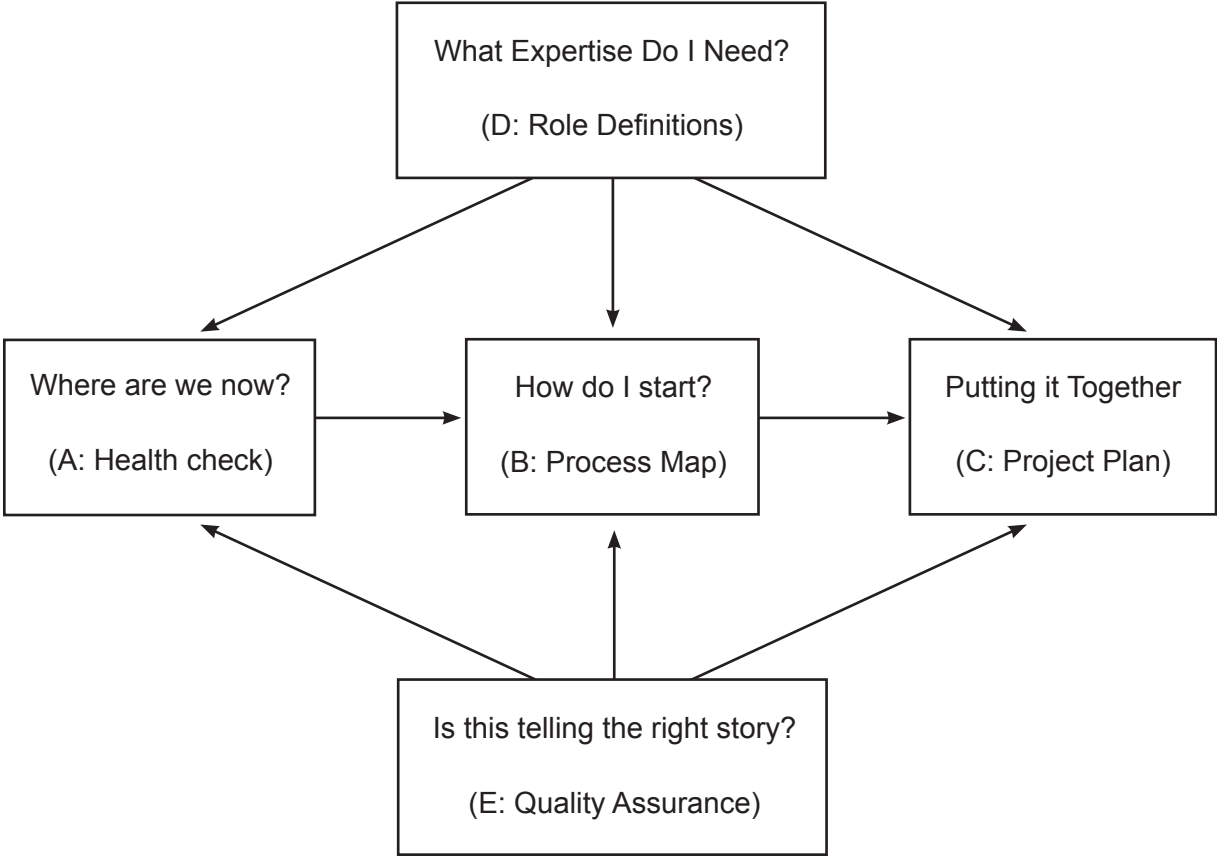 What Expertise Do I Need?
(D: Role Definitions)
Where are we now?
(A: Health check)
How do I start?
(B: Process Map)
Putting it Together
(C: Project Plan)
Is this telling the right story?
(E: Quality Assurance)